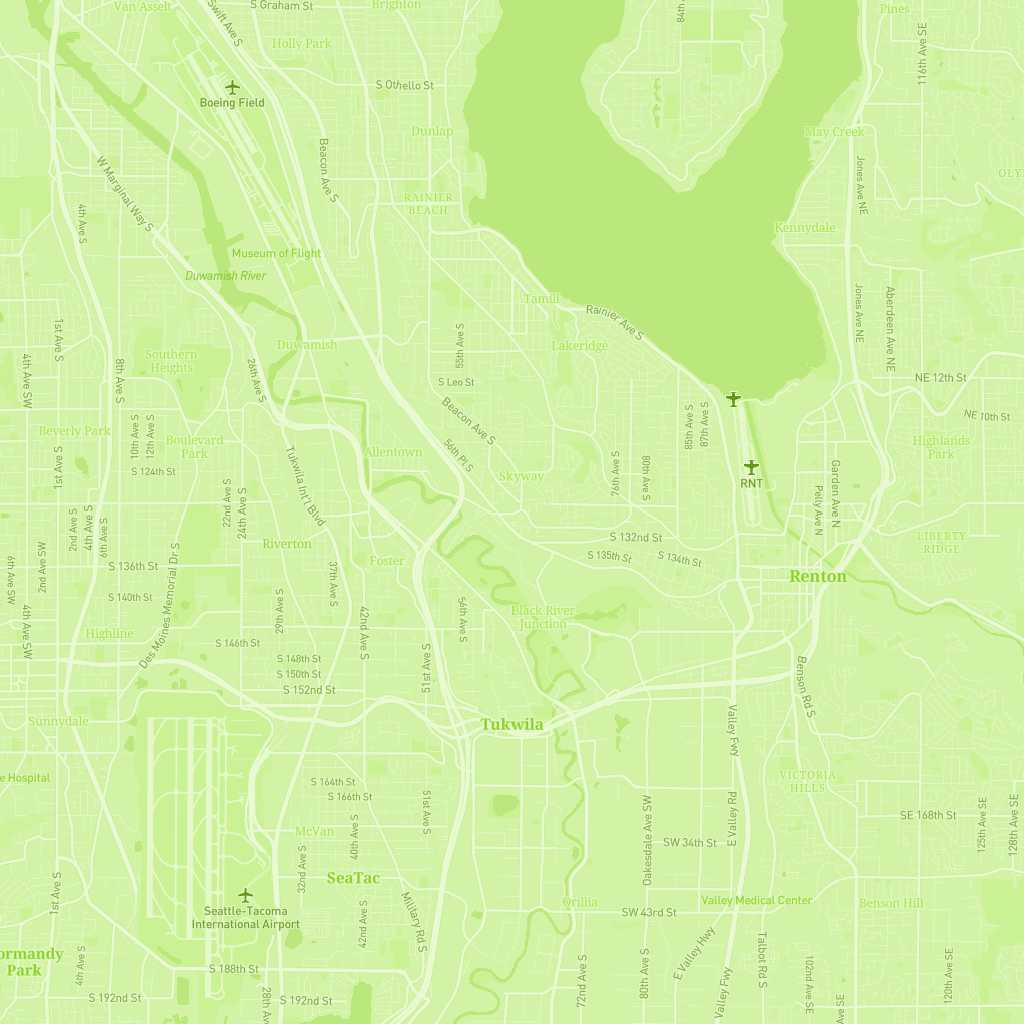 Van Asselt
Swift Ave S
S Graham St
Brighton
84th A
Pines
116th Ave SE
Holly Park
S Othello St
Boeing Field
Dunlap
May Creek
Beacon Ave S
W Marginal Way S
Jones Ave NE
OLY
RAINIER
BEACH
4th Ave S
Kennydale
Museum of Flight
Duwamish River
Tamill
Rainier Ave S
Jones Ave NE
Aberdeen Ave NE
1st Ave S
55th Ave S
Duwamish
Lakeridge
Southern
Heights
4th Ave SW
8th Ave S
26th Ave S
S Leo St
NE 12th St
Beacon Ave S
85th Ave S
87th Ave S
NE 10th St
Beverly Park
10th Ave S
12th Ave S
Boulevard
Park
Highlands
Park
Allentown
56th Pl S
1st Ave S
S 124th St
Tukwila Int'l Blvd
Skyway
76th Ave S
80th Ave S
RNT
Garden Ave N
Pelly Ave N
22nd Ave S
24th Ave S
2nd Ave S
4th Ave S
6th Ave S
Riverton
S 132nd St
LIBERTY
RIDGE
2nd Ave SW
S 135th St
S 134th St
Foster
S 136th St
37th Ave S
Renton
Des Moines Memorial Dr S
S 140th St
29th Ave S
42nd Ave S
56th Ave S
Black River
Junction
4th Ave SW
Highline
S 146th St
S 148th St
51st Ave S
S 150th St
S 152nd St
Benson Rd S
Sunnydale
Tukwila
Valley Fwy
e Hospital
S 164th St
S 166th St
VICTORIA
HILLS
51st Ave S
E Valley Rd
Oakesdale Ave SW
SE 168th St
125th Ave SE
128th Ave SE
McVan
40th Ave S
SW 34th St
32nd Ave S
SeaTac
1st Ave S
Military Rd S
Orillia
Valley Medical Center
Benson Hill
Seattle-Tacoma
International Airport
42nd Ave S
SW 43rd St
ormandy
Park
4th Ave S
E Valley Hwy
Talbot Rd S
S 188th St
72nd Ave S
80th Ave S
102nd Ave SE
120th Ave SE
S 192nd St
28th Av
S 192nd St
Valley Fwy
Ave SE